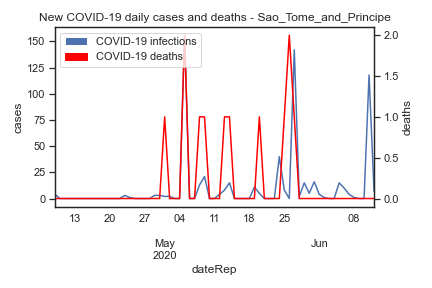 New COVID-19 daily cases and deaths - Sao_Tome_and_Principe
COVID-19 infections
COVID-19 deaths
150
125
100
75
50
25
0
cases
2.0
1.5
1.0
0.5
0.0
deaths
13 20 27 04 11 18 25 08
May Jun
2020
dateRep